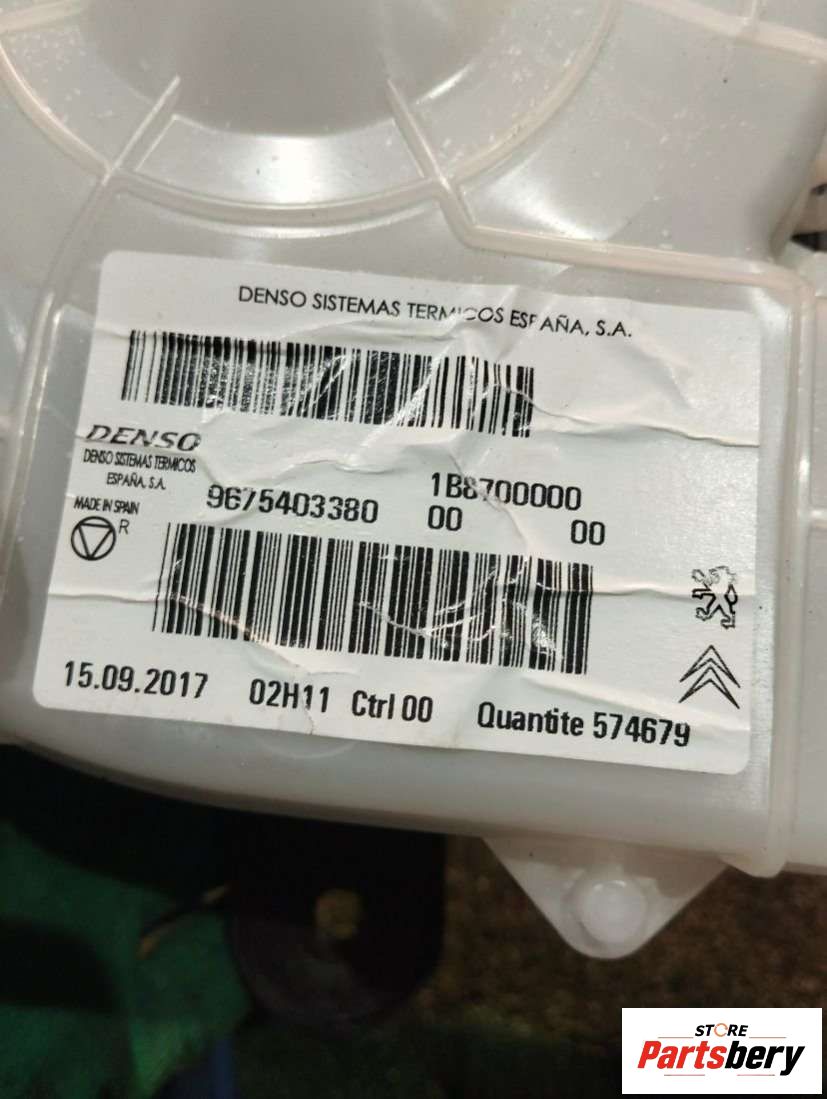 DENSO SISTEMAS TERMICOS ESPAÑA, S.A.
DENSO
DENSO SISTEMAS TERMICOS
ESPAÑA, S.A.
MADE IN SPAIN
R
9675403380
1B8700000
00 00
15.09.2017 02H11 Ctrl 00 Quantite 574679
STORE
Partsbery